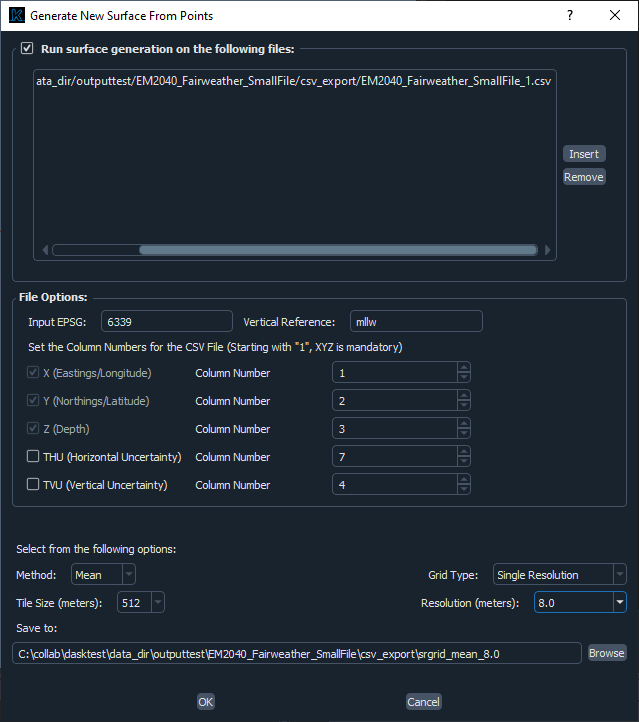 Generate New Surface From Points ? ×
Run surface generation on the following files:
ata_dir/outputtest/EM2040_Fairweather_SmallFile/csv_export/EM2040_Fairweather_SmallFile_1.csv
Insert
Remove
File Options:
Input EPSG: 6339 Vertical Reference: mllw
Set the Column Numbers for the CSV File (Starting with "1", XYZ is mandatory)
X (Eastings/Longitude) Column Number 1
Y (Northings/Latitude) Column Number 2
Z (Depth) Column Number 3
THU (Horizontal Uncertainty) Column Number 7
TVU (Vertical Uncertainty) Column Number 4
Select from the following options:
Method: Mean Grid Type: Single Resolution
Tile Size (meters): 512 Resolution (meters): 8.0
Save to:
C:\collab\dasktest\data_dir\outputtest\EM2040_Fairweather_SmallFile\csv_export\srgrid_mean_8.0 Browse
OK Cancel